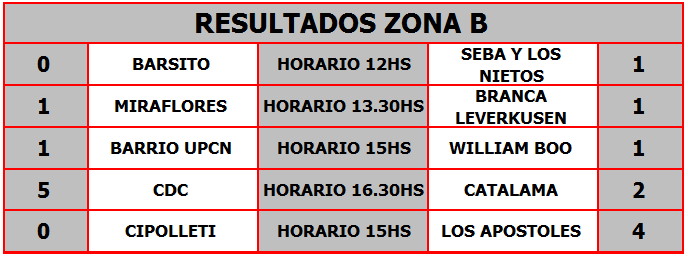 RESULTADOS ZONA B
0 BARSITO HORARIO 12HS SEBA Y LOS NIETOS 1
1 MIRAFLORES HORARIO 13.30HS BRANCA LEVERKUSEN 1
1 BARRIO UPCN HORARIO 15HS WILLIAM BOO 1
5 CDC HORARIO 16.30HS CATALAMA 2
0 CIPOLLETI HORARIO 15HS LOS APOSTOLES 4